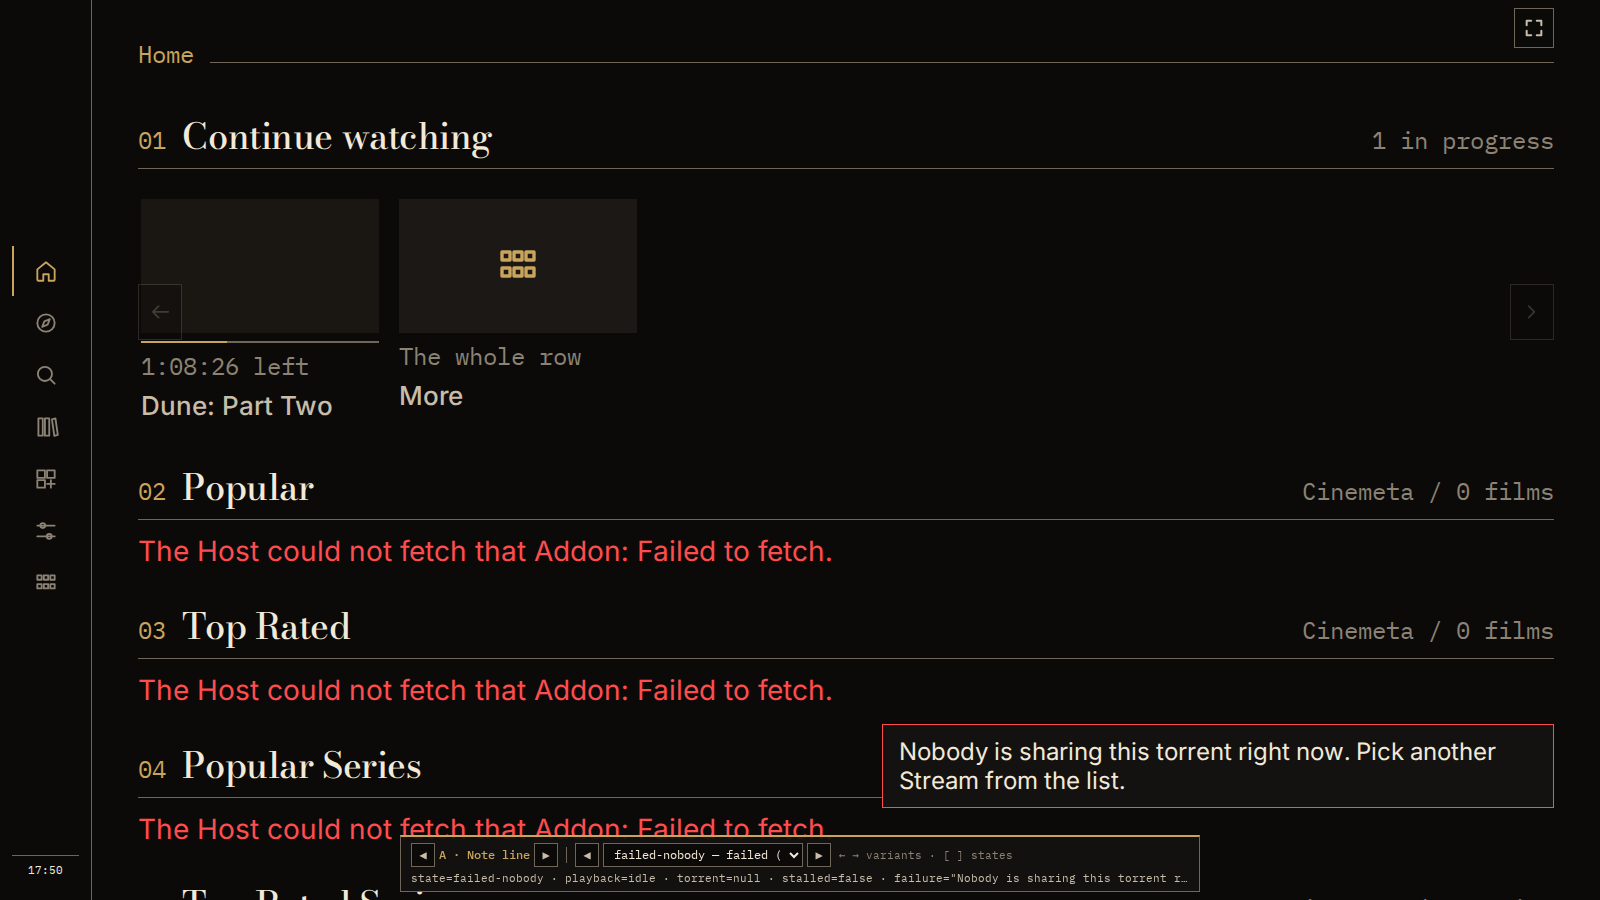 Home
01 Continue watching 1 in progress
1:08:26 left
Dune: Part Two
The whole row
More
02 Popular Cinemeta / 0 films
The Host could not fetch that Addon: Failed to fetch.
03 Top Rated Cinemeta / 0 films
The Host could not fetch that Addon: Failed to fetch.
04 Popular Series
The Host could not fetch that Addon: Failed to fetch
Nobody is sharing this torrent right now. Pick another
Stream from the list.
A · Note line failed-nobody — failed ( ← → variants · [ ] states
state=failed-nobody · playback=idle · torrent=null · stalled=false · failure="Nobody is sharing this torrent r…
17:50